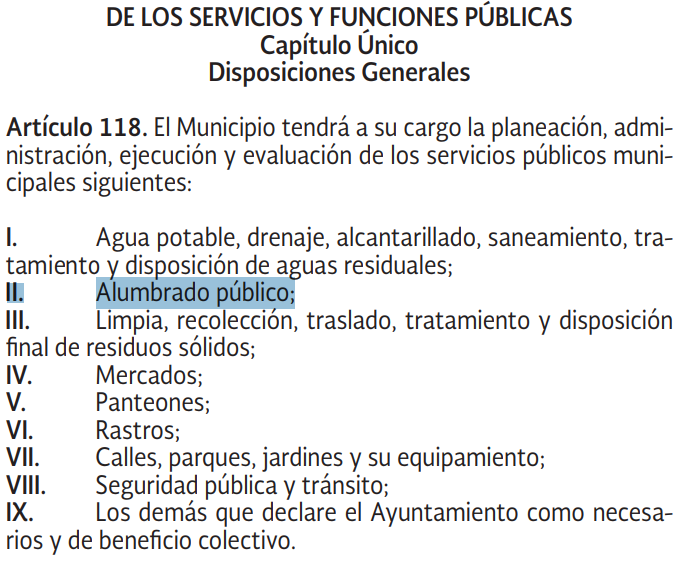 DE LOS SERVICIOS Y FUNCIONES PÚBLICAS
Capítulo Único
Disposiciones Generales
Artículo 118. El Municipio tendrá a su cargo la planeación, admi-
nistración, ejecución y evaluación de los servicios públicos muni-
cipales siguientes:
I. Agua potable, drenaje, alcantarillado, saneamiento, tra-
tamiento y disposición de aguas residuales;
II. Alumbrado público;
III. Limpia, recolección, traslado, tratamiento y disposición
final de residuos sólidos;
IV. Mercados;
V. Panteones;
VI. Rastros;
VII. Calles, parques, jardines y su equipamiento;
VIII. Seguridad pública y tránsito;
IX. Los demás que declare el Ayuntamiento como necesa-
rios y de beneficio colectivo.